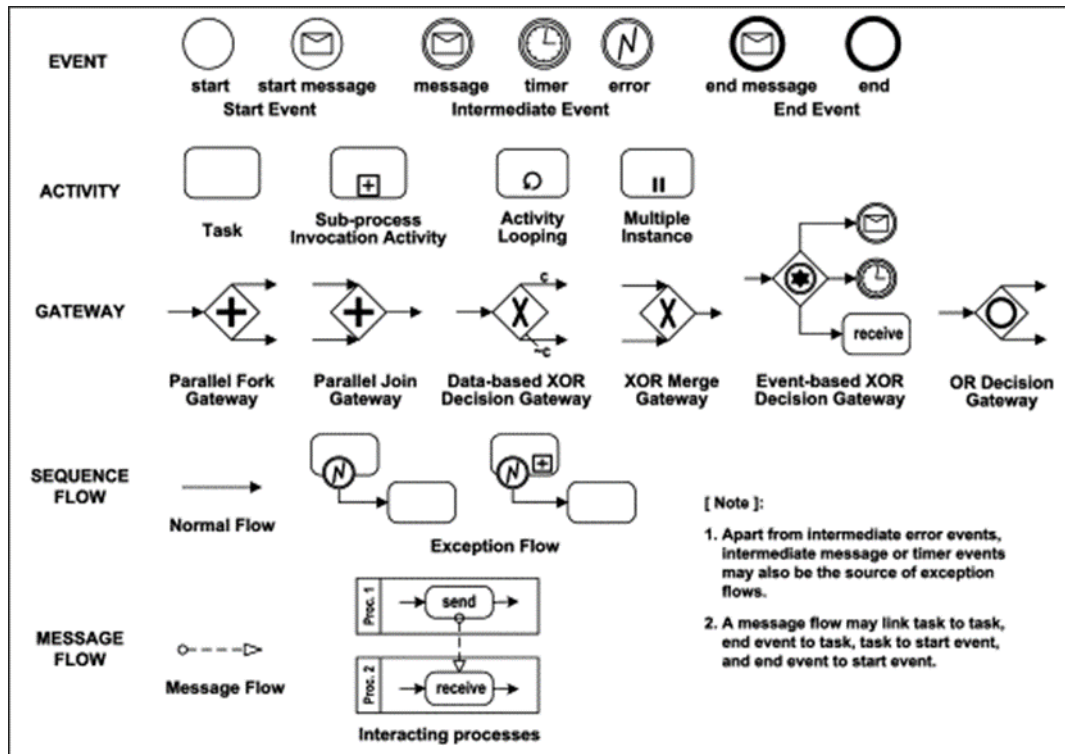 EVENT
start
start message
message
timer
error
end message
end
Start Event
Intermediate Event
End Event
ACTIVITY
Task
Sub-process
Invocation Activity
Activity
Looping
Multiple
Instance
GATEWAY
c
~c
receive
Parallel Fork
Gateway
Parallel Join
Gateway
Data-based XOR
Decision Gateway
XOR Merge
Gateway
Event-based XOR
Decision Gateway
OR Decision
Gateway
SEQUENCE
FLOW
Normal Flow
Exception Flow
[ Note ]:
1. Apart from intermediate error events,
intermediate message or timer events
may also be the source of exception
flows.
2. A message flow may link task to task,
end event to task, task to start event,
and end event to start event.
MESSAGE
FLOW
Message Flow
Proc. 1
send
Proc. 2
receive
Interacting processes